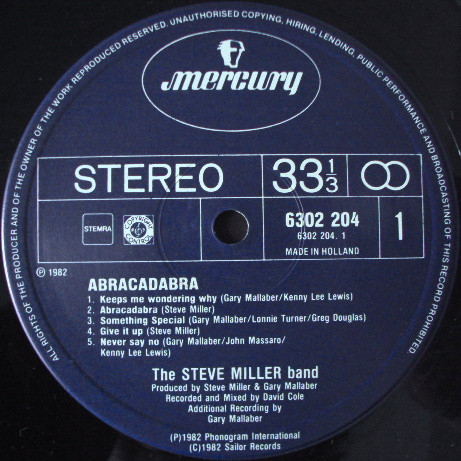 ALL RIGHTS OF THE PRODUCER AND OF THE OWNER OF THE WORK REPRODUCED RESERVED. UNAUTHORISED COPYING, HIRING, LENDING, PUBLIC PERFORMANCE AND BROADCASTING OF THIS RECORD PROHIBITED
mercury
STEREO
33 1/3
6302 204
6302 204. 1
MADE IN HOLLAND
1
STEMRA
COPYRIGHT CONTROL
Ⓟ 1982
ABRACADABRA
1. Keeps me wondering why (Gary Mallaber/Kenny Lee Lewis)
2. Abracadabra (Steve Miller)
3. Something Special (Gary Mallaber/Lonnie Turner/Greg Douglas)
4. Give it up (Steve Miller)
5. Never say no (Gary Mallaber/John Massaro/
Kenny Lee Lewis)
The STEVE MILLER band
Produced by Steve Miller & Gary Mallaber
Recorded and Mixed by David Cole
Additional Recording by
Gary Mallaber
(P)1982 Phonogram International
(C)1982 Sailor Records